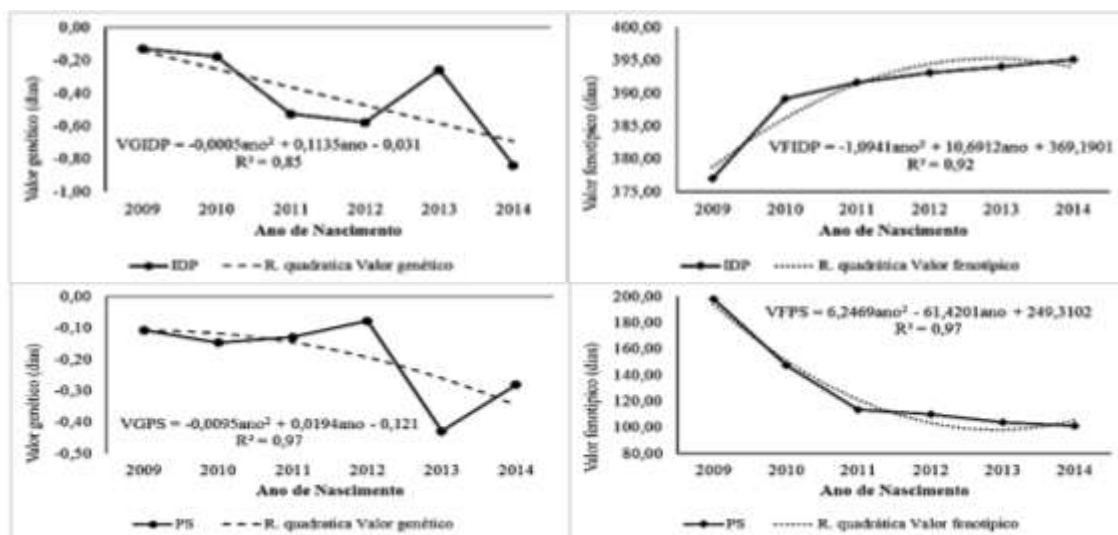 0,00
-0,20
-0,40
-0,60
-0,80
-1,00
Valor genético (dias)
VGIDP = -0,0005ano² + 0,1135ano - 0,031
R² = 0,85
2009 2010 2011 2012 2013 2014
Ano de Nascimento
IDP R. quadratica Valor genético
400,00
395,00
390,00
385,00
380,00
375,00
Valor fenotípico (dias)
VFIDP = -1,0941ano² + 10,6912ano + 369,1901
R² = 0,92
2009 2010 2011 2012 2013 2014
Ano de Nascimento
IDP R. quadrática Valor fenotípico
0,00
-0,10
-0,20
-0,30
-0,40
-0,50
Valor genético (dias)
VGPS = -0,0095ano² + 0,0194ano - 0,121
R² = 0,97
2009 2010 2011 2012 2013 2014
Ano de Nascimento
PS R. quadratica Valor genético
200,00
180,00
160,00
140,00
120,00
100,00
80,00
Valor fenotípico (dias)
VFPS = 6,2469ano² - 61,4201ano + 249,3102
R² = 0,97
2009 2010 2011 2012 2013 2014
Ano de Nascimento
PS R. quadrática Valor fenotípico